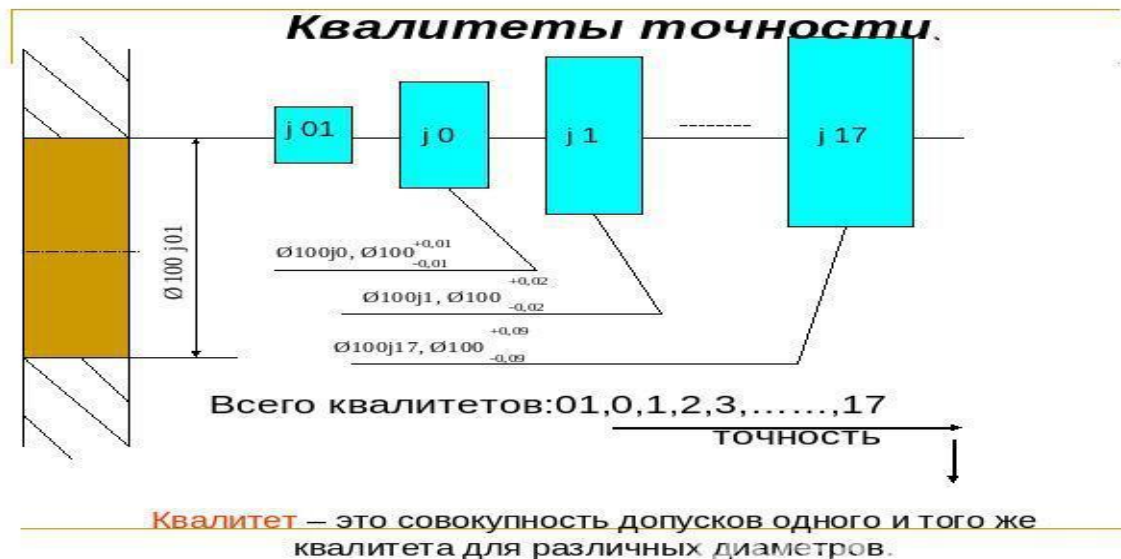 Квалитеты точности.
j 01
j 0
j 1
--------
j 17
Ø100 j01
Ø100j0, Ø100 +0,01 -0,01
Ø100j1, Ø100 +0,02 -0,02
Ø100j17, Ø100 +0,09 -0,09
Всего квалитетов:01,0,1,2,3,……,17
точность
Квалитет – это совокупность допусков одного и того же
квалитета для различных диаметров.